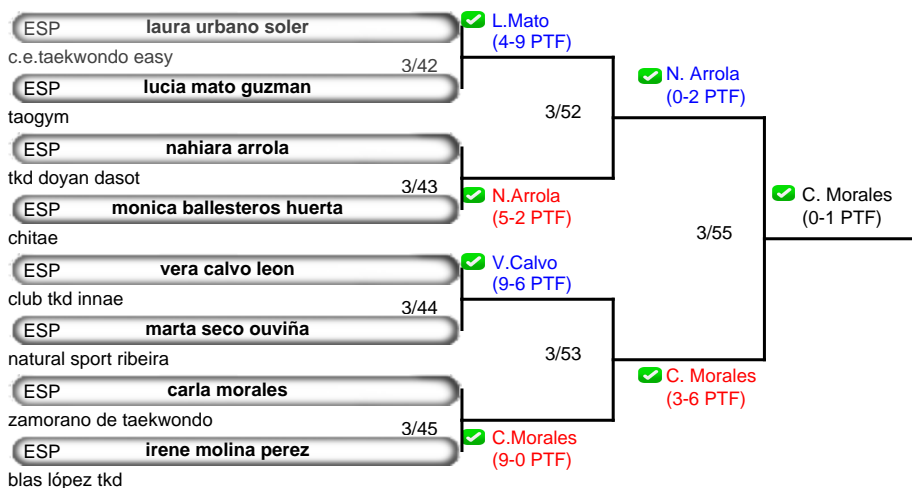 ESP laura urbano soler
c.e.taekwondo easy
3/42
ESP lucia mato guzman
taogym
L.Mato
(4-9 PTF)
ESP nahiara arrola
tkd doyan dasot
3/43
ESP monica ballesteros huerta
chitae
N.Arrola
(5-2 PTF)
3/52
N. Arrola
(0-2 PTF)
ESP vera calvo leon
club tkd innae
3/44
ESP marta seco ouviña
natural sport ribeira
V.Calvo
(9-6 PTF)
ESP carla morales
zamorano de taekwondo
3/45
ESP irene molina perez
blas lópez tkd
C.Morales
(9-0 PTF)
3/53
C. Morales
(3-6 PTF)
3/55
C. Morales
(0-1 PTF)